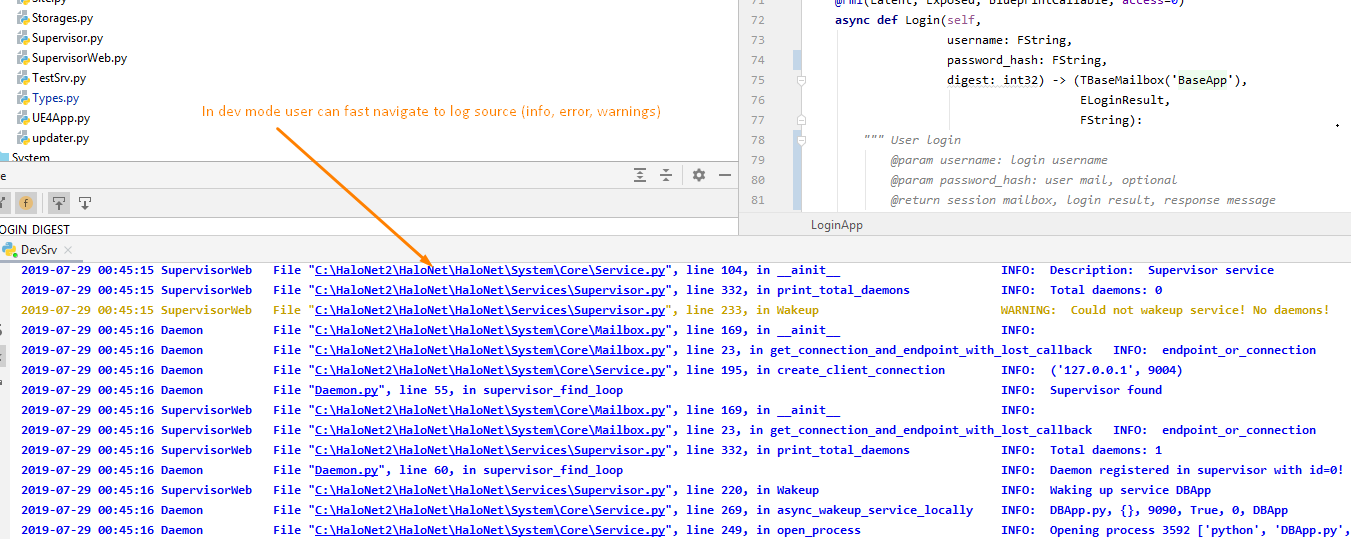 Site.py
Storages.py
Supervisor.py
SupervisorWeb.py
TestSrv.py
Types.py
UE4App.py
updater.py
System
In dev mode user can fast navigate to log source (info, error, warnings)
71 @rmi(Latent, Exposed, BlueprintCallable, access=0)
72 async def Login(self,
73 username: FString,
74 password_hash: FString,
75 digest: int32) -> (TBaseMailbox('BaseApp'),
76 ELoginResult,
77 FString):
78 """ User login
79 @param username: login username
80 @param password_hash: user mail, optional
81 @return session mailbox, login result, response message
LoginApp
e
f
LOGIN_DIGEST
DevSrv
2019-07-29 00:45:15 SupervisorWeb File "C:\HaloNet2\HaloNet\HaloNet\System\Core\Service.py", line 104, in __ainit__ INFO: Description: Supervisor service
2019-07-29 00:45:15 SupervisorWeb File "C:\HaloNet2\HaloNet\HaloNet\Services\Supervisor.py", line 332, in print_total_daemons INFO: Total daemons: 0
2019-07-29 00:45:15 SupervisorWeb File "C:\HaloNet2\HaloNet\HaloNet\Services\Supervisor.py", line 233, in Wakeup WARNING: Could not wakeup service! No daemons!
2019-07-29 00:45:16 Daemon File "C:\HaloNet2\HaloNet\HaloNet\System\Core\Mailbox.py", line 169, in __ainit__ INFO:
2019-07-29 00:45:16 Daemon File "C:\HaloNet2\HaloNet\HaloNet\System\Core\Mailbox.py", line 23, in get_connection_and_endpoint_with_lost_callback INFO: endpoint_or_connection
2019-07-29 00:45:16 Daemon File "C:\HaloNet2\HaloNet\HaloNet\System\Core\Service.py", line 195, in create_client_connection INFO: ('127.0.0.1', 9004)
2019-07-29 00:45:16 Daemon File "Daemon.py", line 55, in supervisor_find_loop INFO: Supervisor found
2019-07-29 00:45:16 SupervisorWeb File "C:\HaloNet2\HaloNet\HaloNet\System\Core\Mailbox.py", line 169, in __ainit__ INFO:
2019-07-29 00:45:16 SupervisorWeb File "C:\HaloNet2\HaloNet\HaloNet\System\Core\Mailbox.py", line 23, in get_connection_and_endpoint_with_lost_callback INFO: endpoint_or_connection
2019-07-29 00:45:16 SupervisorWeb File "C:\HaloNet2\HaloNet\HaloNet\Services\Supervisor.py", line 332, in print_total_daemons INFO: Total daemons: 1
2019-07-29 00:45:16 Daemon File "Daemon.py", line 60, in supervisor_find_loop INFO: Daemon registered in supervisor with id=0!
2019-07-29 00:45:16 SupervisorWeb File "C:\HaloNet2\HaloNet\HaloNet\Services\Supervisor.py", line 220, in Wakeup INFO: Waking up service DBApp
2019-07-29 00:45:16 Daemon File "C:\HaloNet2\HaloNet\HaloNet\System\Core\Service.py", line 269, in async_wakeup_service_locally INFO: DBApp.py, {}, 9090, True, 0, DBApp
2019-07-29 00:45:16 Daemon File "C:\HaloNet2\HaloNet\HaloNet\System\Core\Service.py", line 249, in open_process INFO: Opening process 3592 ['python', 'DBApp.py',